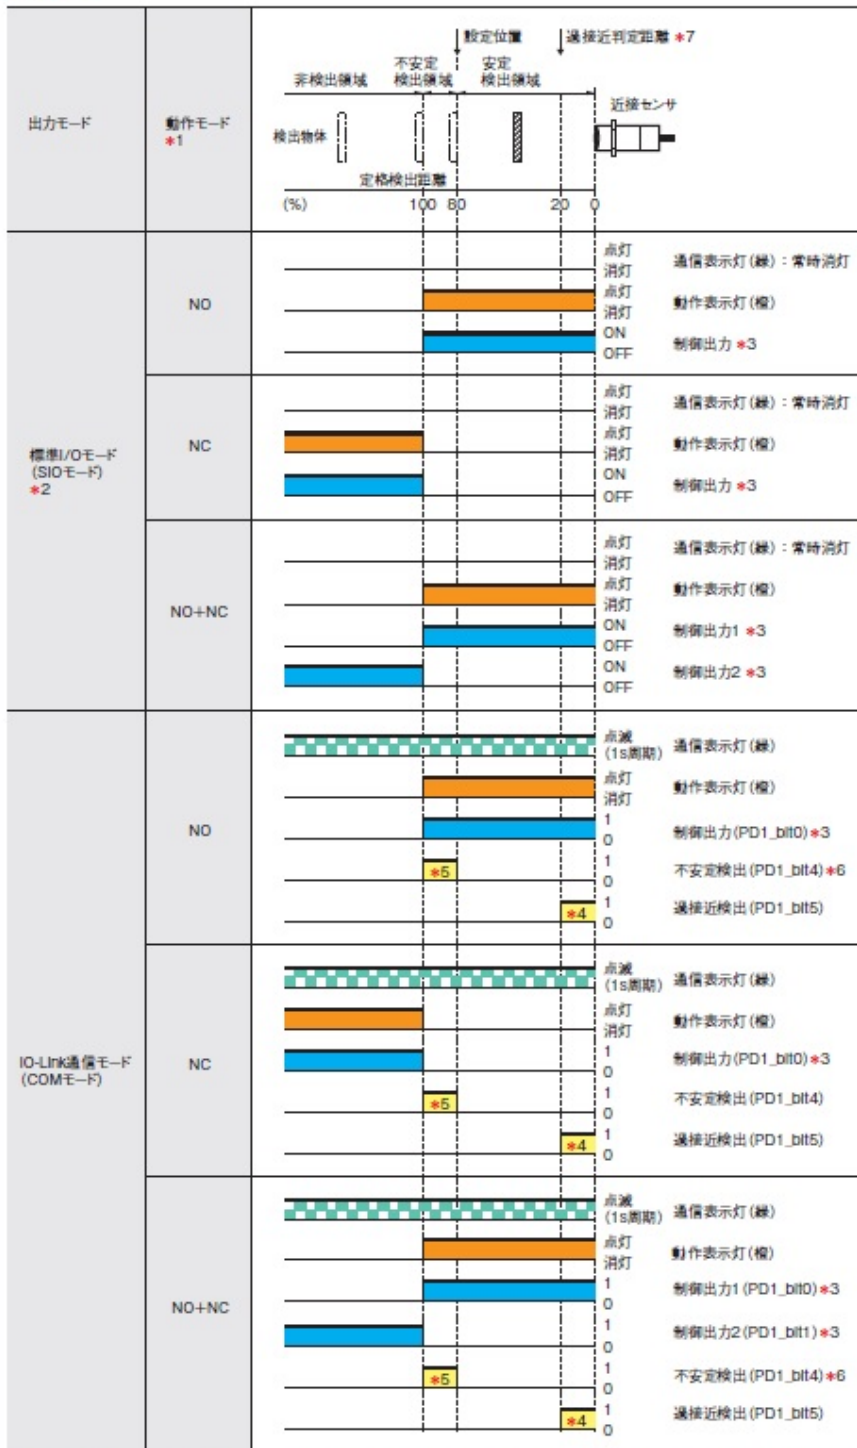 設定位置
過接近判定距離 *7
不安定
検出領域
安定
検出領域
非検出領域
近接センサ
出力モード
動作モード
*1
検出物体
定格検出距離
(%)
100 80
20 0
標準I/Oモード
(SIOモード)
*2
NO
点灯
消灯
通信表示灯(緑):常時消灯
点灯
消灯
動作表示灯(橙)
ON
OFF
制御出力 *3
NC
点灯
消灯
通信表示灯(緑):常時消灯
点灯
消灯
動作表示灯(橙)
ON
OFF
制御出力 *3
NO+NC
点灯
消灯
通信表示灯(緑):常時消灯
点灯
消灯
動作表示灯(橙)
ON
OFF
制御出力1 *3
ON
OFF
制御出力2 *3
IO-Link通信モード
(COMモード)
NO
点滅
(1s周期)
通信表示灯(緑)
点灯
消灯
動作表示灯(橙)
1
0
制御出力(PD1_bit0)*3
*5
1
0
不安定検出(PD1_bit4)*6
*4
1
0
過接近検出(PD1_bit5)
NC
点滅
(1s周期)
通信表示灯(緑)
点灯
消灯
動作表示灯(橙)
1
0
制御出力(PD1_bit0)*3
*5
1
0
不安定検出(PD1_bit4)
*4
1
0
過接近検出(PD1_bit5)
NO+NC
点滅
(1s周期)
通信表示灯(緑)
点灯
消灯
動作表示灯(橙)
1
0
制御出力1(PD1_bit0)*3
1
0
制御出力2(PD1_bit1)*3
*5
1
0
不安定検出(PD1_bit4)*6
*4
1
0
過接近検出(PD1_bit5)